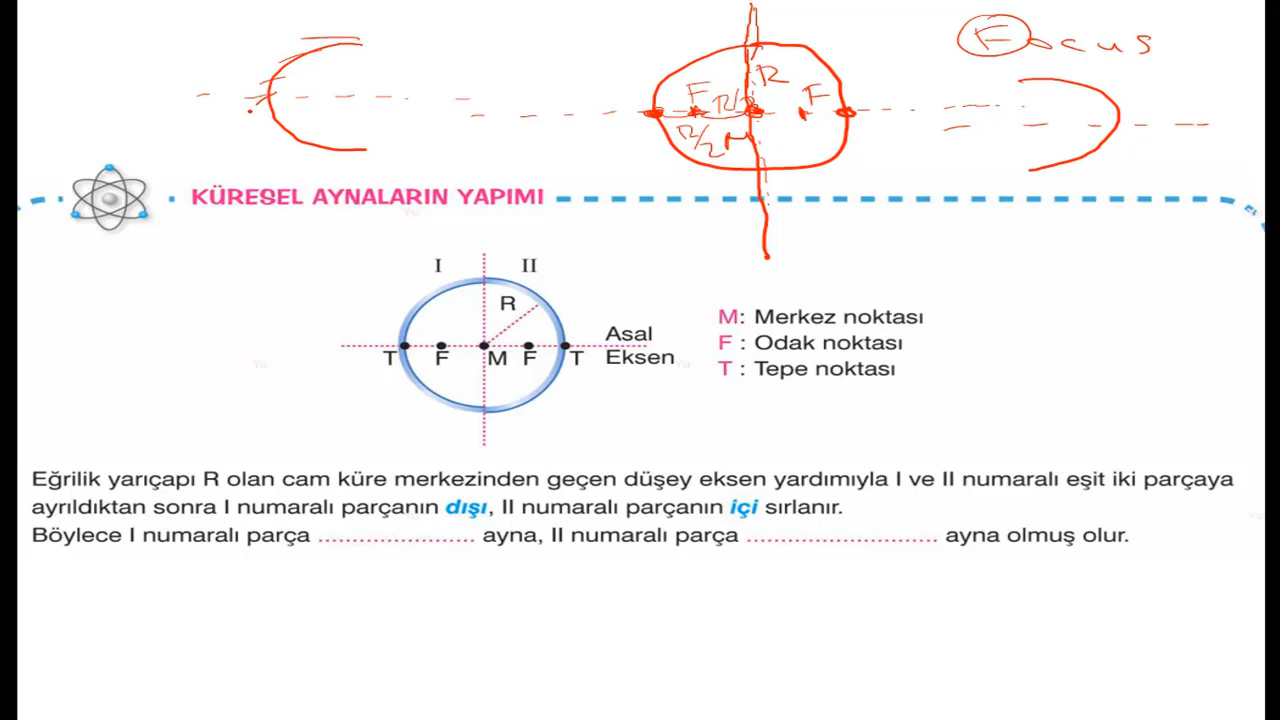 Focus
R
F R/2 F
R/2 M
KÜRESEL AYNALARIN YAPIMI
I II
R
T F M F T
Asal
Eksen
M: Merkez noktası
F : Odak noktası
T : Tepe noktası
Eğrilik yarıçapı R olan cam küre merkezinden geçen düşey eksen yardımıyla I ve II numaralı eşit iki parçaya
ayrıldıktan sonra I numaralı parçanın dışı, II numaralı parçanın içi sırlanır.
Böylece I numaralı parça ........................ ayna, II numaralı parça ............................. ayna olmuş olur.